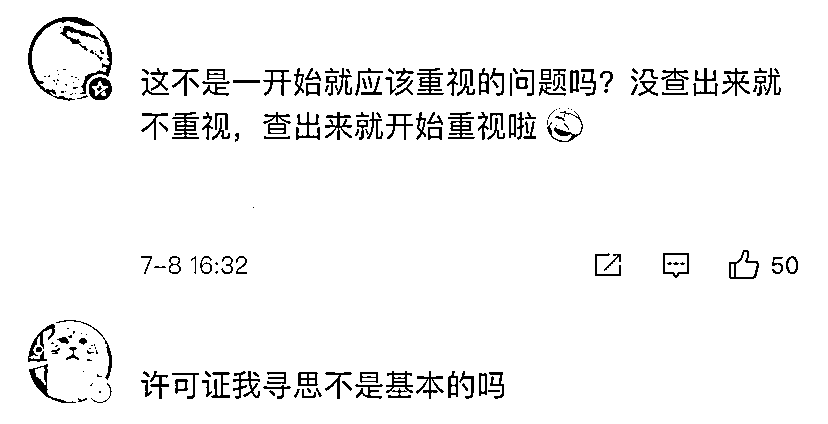 这不是一开始就应该重视的问题吗？没查出来就
不重视，查出来就开始重视啦
7-8 16:32
50
许可证我寻思不是基本的吗